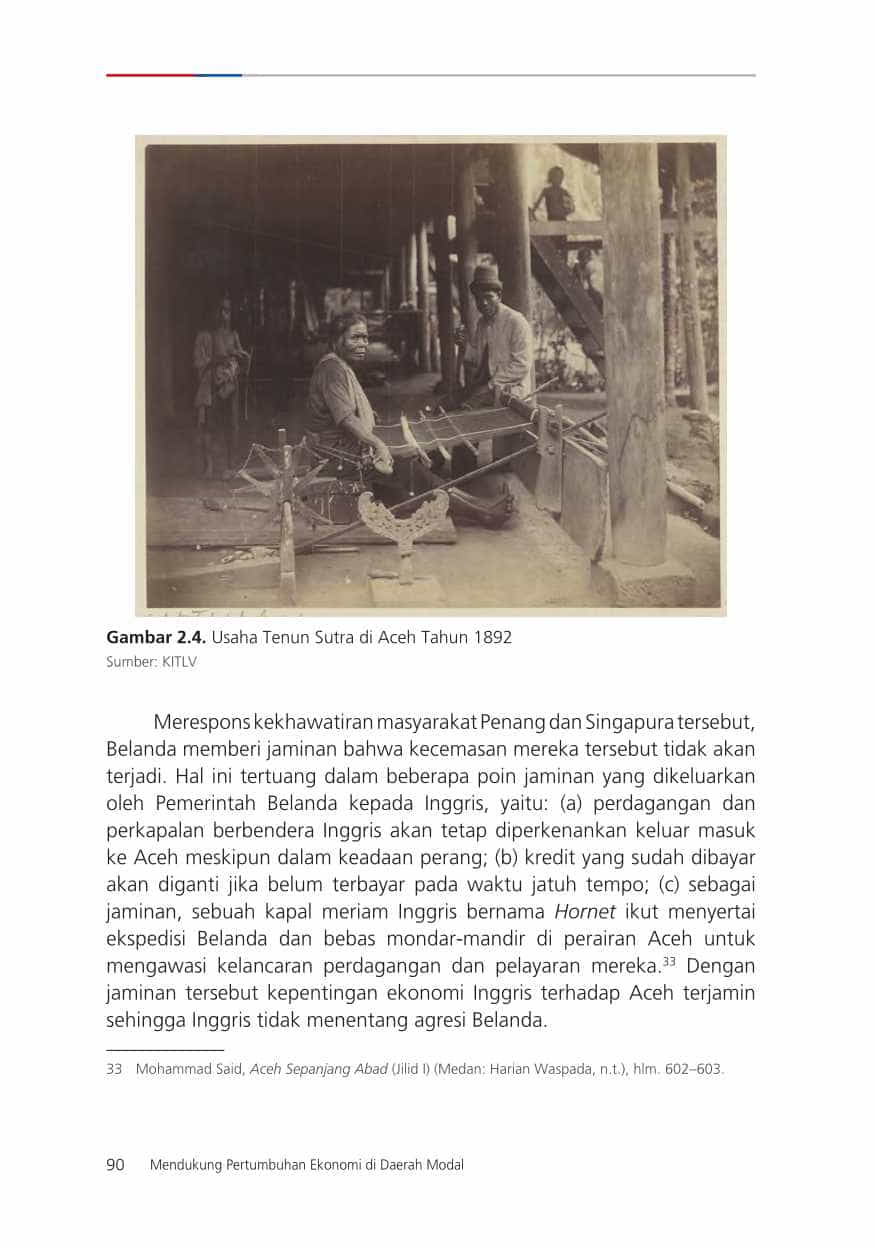 Gambar 2.4. Usaha Tenun Sutra di Aceh Tahun 1892
Sumber: KITLV
Merespons kekhawatiran masyarakat Penang dan Singapura tersebut,
Belanda memberi jaminan bahwa kecemasan mereka tersebut tidak akan
terjadi. Hal ini tertuang dalam beberapa poin jaminan yang dikeluarkan
oleh Pemerintah Belanda kepada Inggris, yaitu: (a) perdagangan dan
perkapalan berbendera Inggris akan tetap diperkenankan keluar masuk
ke Aceh meskipun dalam keadaan perang; (b) kredit yang sudah dibayar
akan diganti jika belum terbayar pada waktu jatuh tempo; (c) sebagai
jaminan, sebuah kapal meriam Inggris bernama Hornet ikut menyertai
ekspedisi Belanda dan bebas mondar-mandir di perairan Aceh untuk
mengawasi kelancaran perdagangan dan pelayaran mereka.33 Dengan
jaminan tersebut kepentingan ekonomi Inggris terhadap Aceh terjamin
sehingga Inggris tidak menentang agresi Belanda.
33 Mohammad Said, Aceh Sepanjang Abad (Jilid I) (Medan: Harian Waspada, n.t.), hlm. 602–603.
90 Mendukung Pertumbuhan Ekonomi di Daerah Modal